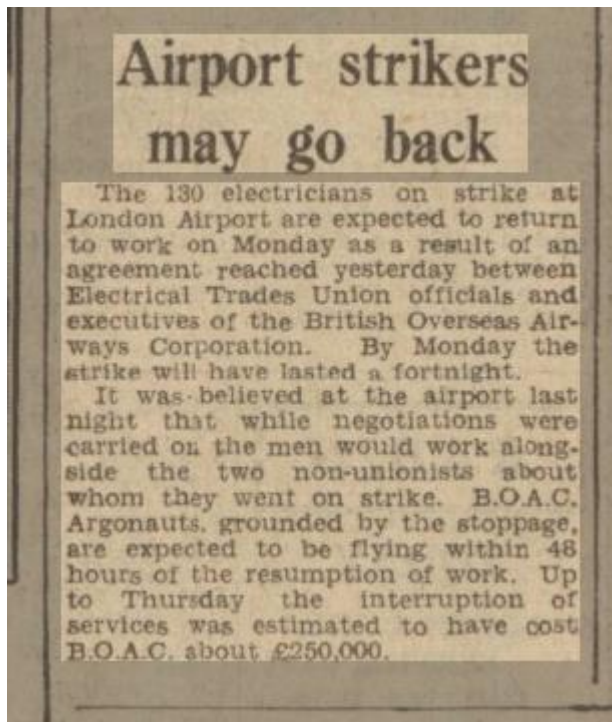 Airport strikers
may go back
The 130 electricians on strike at
London Airport are expected to return
to work on Monday as a result of an
agreement reached yesterday between
Electrical Trades Union officials and
executives of the British Overseas Air-
ways Corporation. By Monday the
strike will have lasted a fortnight.
It was believed at the airport last
night that while negotiations were
carried on the men would work along-
side the two non-unionists about
whom they went on strike. B.O.A.C.
Argonauts, grounded by the stoppage,
are expected to be flying within 48
hours of the resumption of work. Up
to Thursday the interruption of
services was estimated to have cost
B.O.A.C. about £250,000.